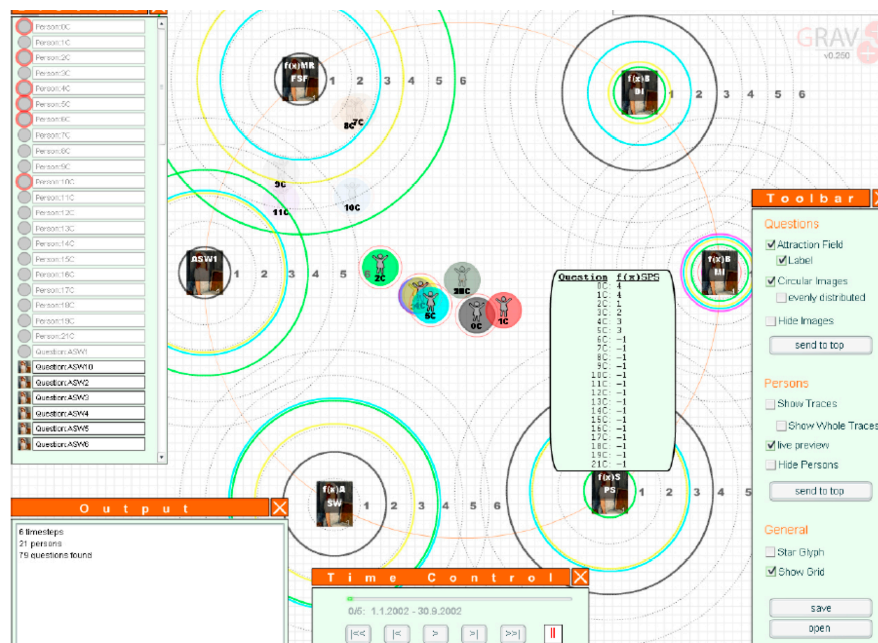 GRAV
v0.250
Person:0C
Person:1C
Person:2C
Person:3C
Person:4C
Person:5C
Person:6C
Person:7C
Person:8C
Person:9C
Person:10C
Person:11C
Person:12C
Person:13C
Person:14C
Person:15C
Person:16C
Person:17C
Person:18C
Person:19C
Person:21C
Question:ASW1
Question:ASW10
Question:ASW2
Question:ASW3
Question:ASW4
Question:ASW5
Question:ASW6
f(x)MR
FSF
1 2 3 4 5 6
8C 7C
9C
10C
11C
f(x)B
DI
1 2 3 4 5 6
ASW1
1 2 3 4 5 6
2C
6C
20C
0C
1C
f(x)B
MI
1
Question f(x)SPS
0C: 4
1C: 4
2C: 1
3C: 2
4C: 3
5C: 3
6C: -1
7C: -1
8C: -1
9C: -1
10C: -1
11C: -1
12C: -1
13C: -1
14C: -1
15C: -1
16C: -1
17C: -1
18C: -1
19C: -1
21C: -1
f(x)A
SW
1 2 3 4 5 6
f(x)S
PS
1 2 3 4 5
Toolbar
Questions
Attraction Field
Label
Circular Images
evenly distributed
Hide Images
send to top
Persons
Show Traces
Show Whole Traces
live preview
Hide Persons
send to top
General
Star Glyph
Show Grid
save
open
Output
6 timesteps
21 persons
79 questions found
Time Control
0/6: 1.1.2002 - 30.9.2002
|<< |< > >| >>| ||